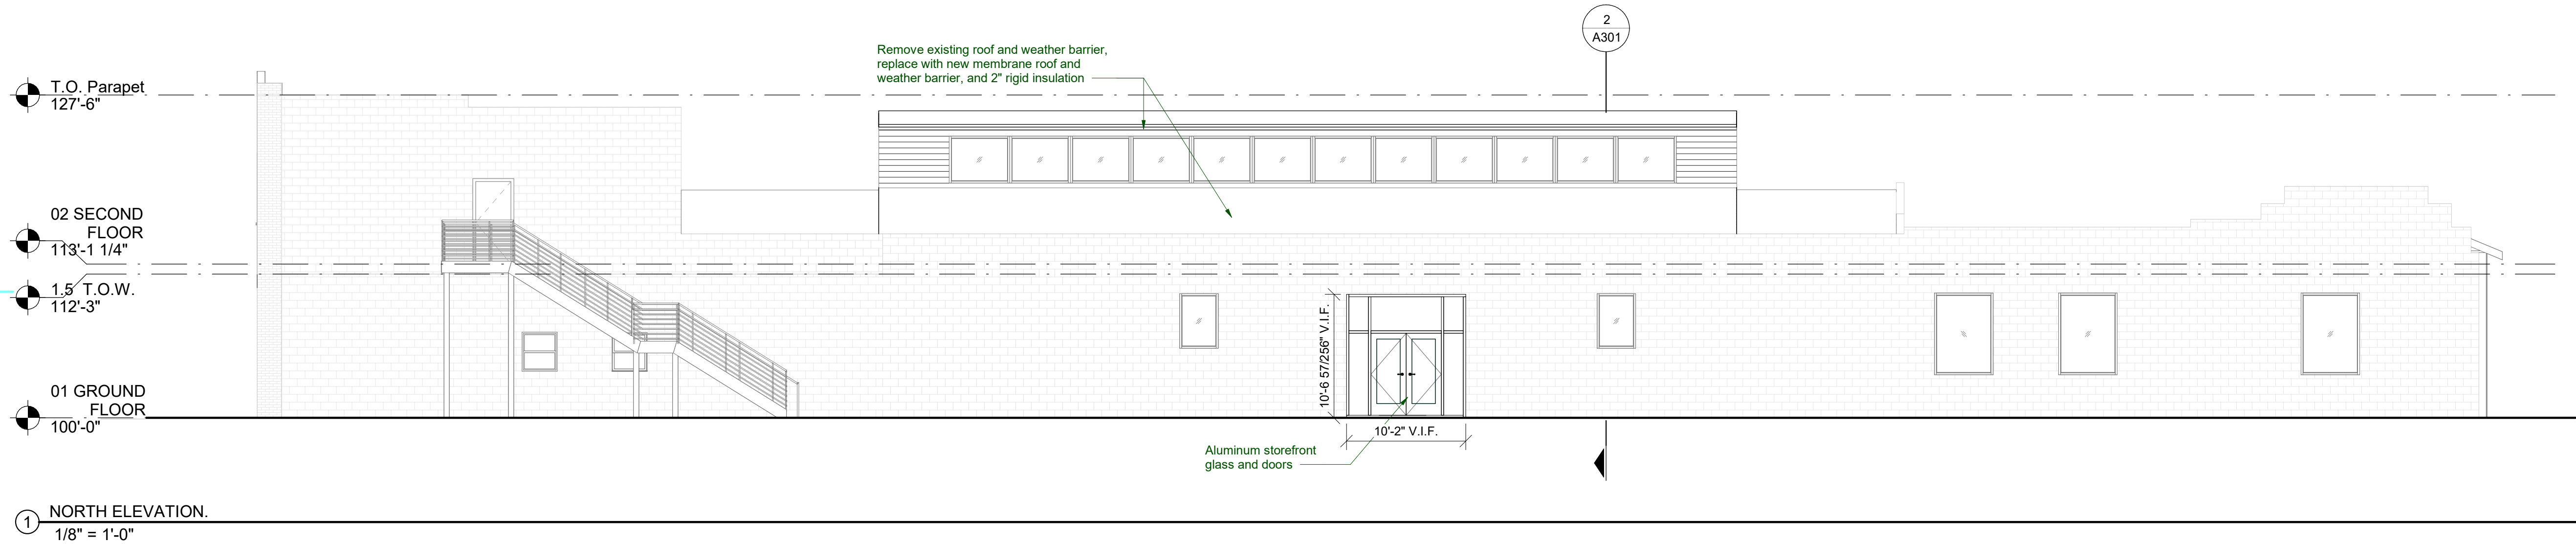 2
A301
Remove existing roof and weather barrier,
replace with new membrane roof and
weather barrier, and 2" rigid insulation
T.O. Parapet
127'-6"
02 SECOND
FLOOR
113'-1 1/4"
1.5 T.O.W.
112'-3"
01 GROUND
FLOOR
100'-0"
10'-6 57/256" V.I.F.
10'-2" V.I.F.
Aluminum storefront
glass and doors
1
NORTH ELEVATION.
1/8" = 1'-0"